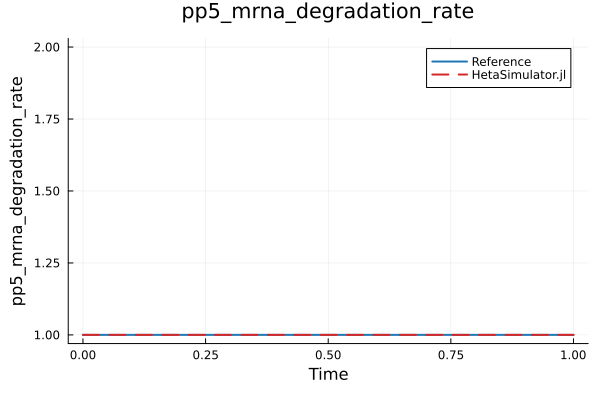 pp5_mrna_degradation_rate
Reference
HetaSimulator.jl
pp5_mrna_degradation_rate
2.00
1.75
1.50
1.25
1.00
0.00 0.25 0.50 0.75 1.00
Time